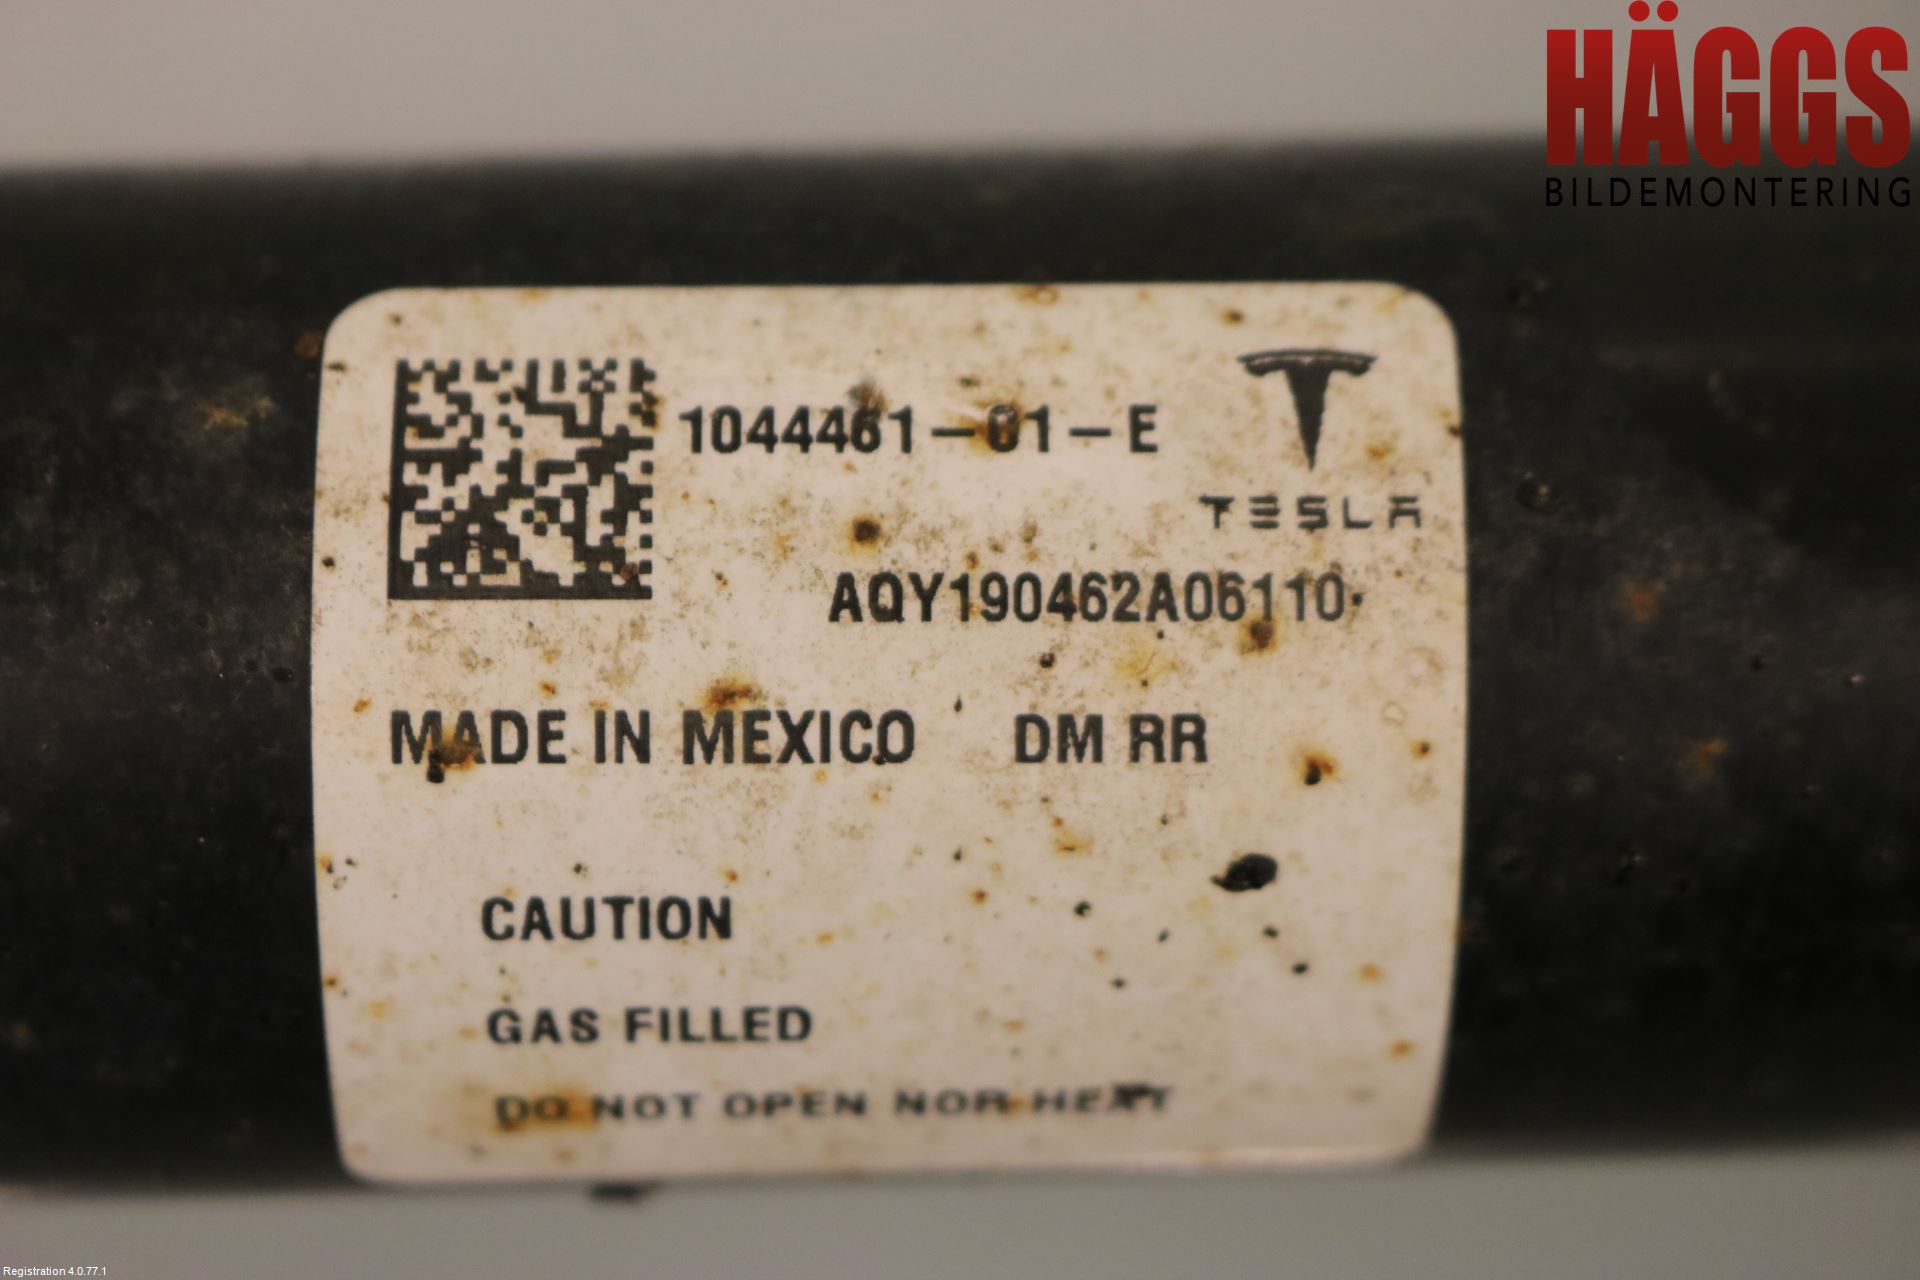 HÄGGS
BILDEMONTERING
1044461-01-E
TESLA
AQY190462A06110
MADE IN MEXICO DM RR
CAUTION
GAS FILLED
DO NOT OPEN NOR HEAT
Registration 4.0.77.1